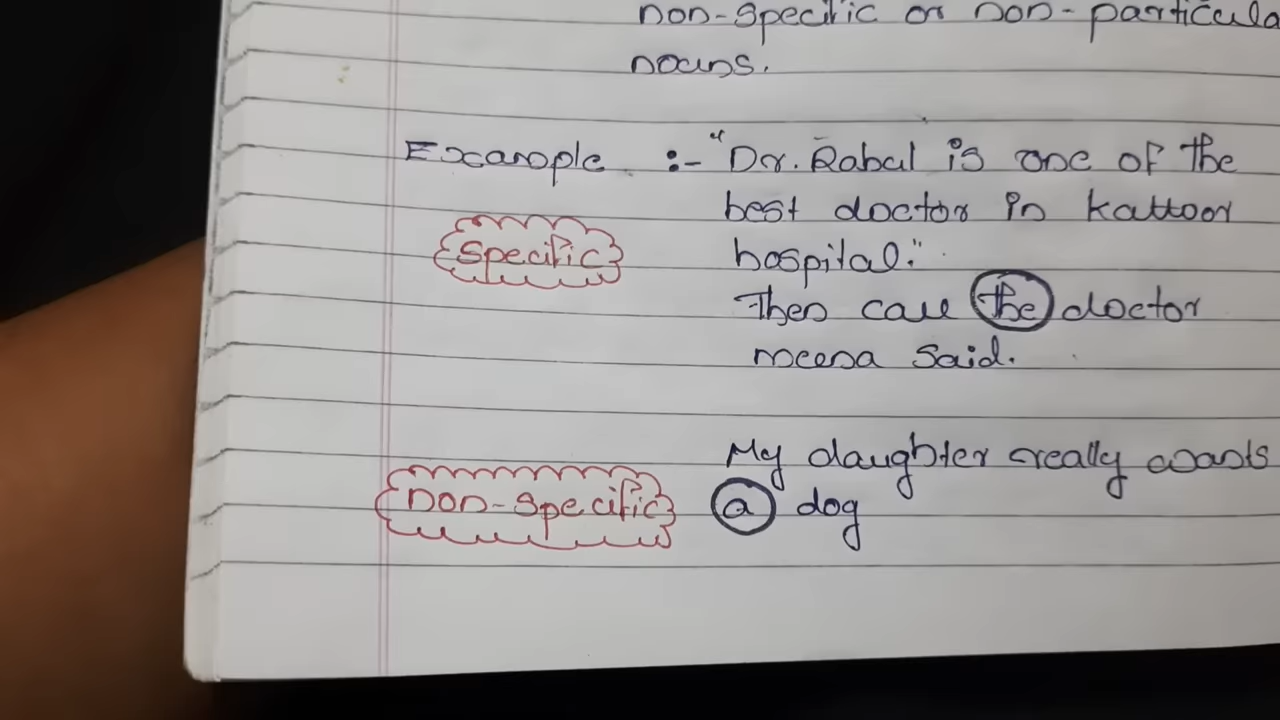 non-specific or non-particula
nouns.
Example :- "Dr. Rahul is one of the
best doctor in Kattoor
hospital."
Then call the doctor
meena said.
Specific
My daughter really wants
non-specific a dog